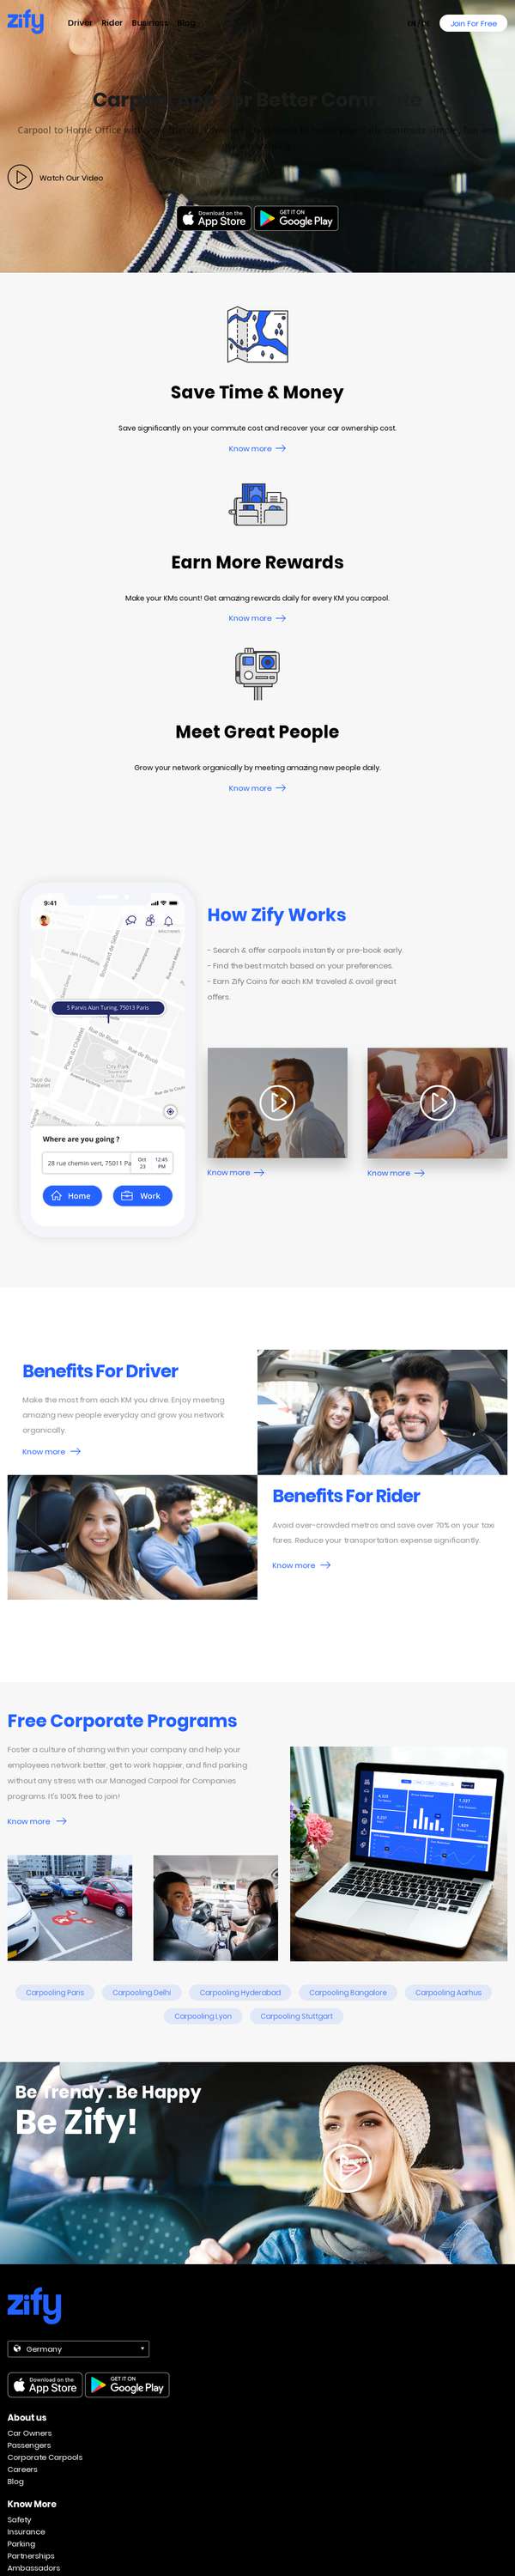 zify
Driver Rider Business Blog
EN
Join For Free
Carpool App For Better Commute
Carpool to Home Office
Watch Our Video
Download on the App Store
GET IT ON Google Play
Save Time & Money
Save significantly on your commute cost and recover your car ownership cost.
Know more
Earn More Rewards
Make your KMs count! Get amazing rewards daily for every KM you carpool.
Know more
Meet Great People
Grow your network organically by meeting amazing new people daily.
Know more
9:41
5 Parvis Alan Turing, 75013 Paris
City Park
Where are you going ?
28 rue chemin vert, 75011 Pa
Oct 23
12:45 PM
Home
Work
How Zify Works
- Search & offer carpools instantly or pre-book early.
- Find the best match based on your preferences.
- Earn Zify Coins for each KM traveled & avail great
offers.
Know more
Know more
Benefits For Driver
Make the most from each KM you drive. Enjoy meeting
amazing new people everyday and grow you network
organically.
Know more
Benefits For Rider
Avoid over-crowded metros and save over 70% on your taxi
fares. Reduce your transportation expense significantly.
Know more
Free Corporate Programs
Foster a culture of sharing within your company and help your
employees network better, get to work happier, and find parking
without any stress with our Managed Carpool for Companies
programs. It's 100% free to join!
Know more
Carpooling Paris
Carpooling Delhi
Carpooling Hyderabad
Carpooling Bangalore
Carpooling Aarhus
Carpooling Lyon
Carpooling Stuttgart
Be Trendy . Be Happy
Be Zify!
zify
Germany
Download on the App Store
GET IT ON Google Play
About us
Car Owners
Passengers
Corporate Carpools
Careers
Blog
Know More
Safety
Insurance
Parking
Partnerships
Ambassadors